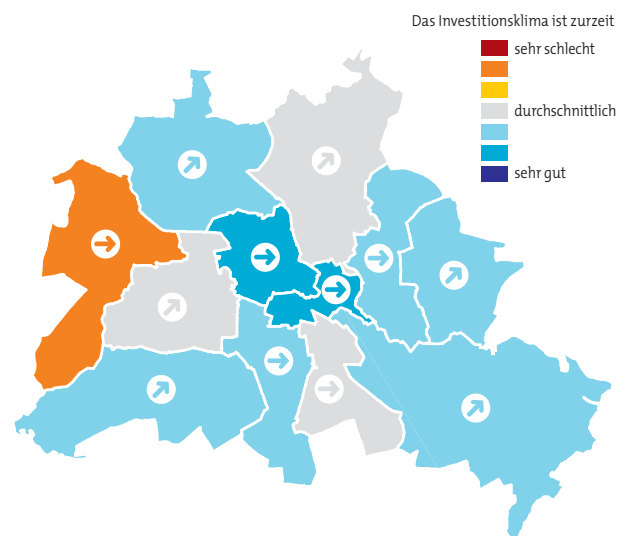 Das Investitionsklima ist zurzeit
sehr schlecht
durchschnittlich
sehr gut